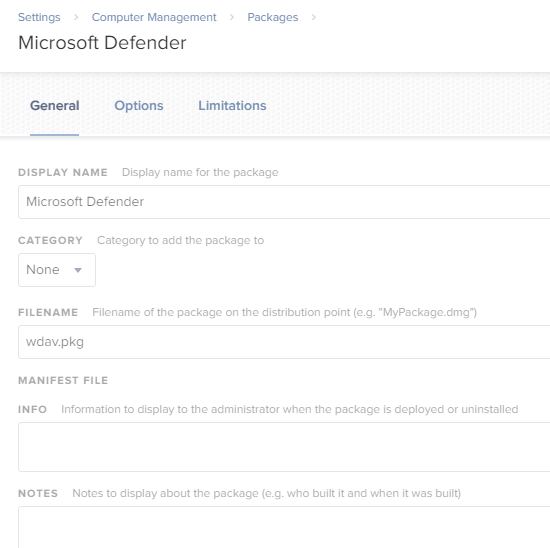 Settings > Computer Management > Packages >
Microsoft Defender
General Options Limitations
DISPLAY NAME Display name for the package
Microsoft Defender
CATEGORY Category to add the package to
None
FILENAME Filename of the package on the distribution point (e.g. "MyPackage.dmg")
wdav.pkg
MANIFEST FILE
INFO Information to display to the administrator when the package is deployed or uninstalled
NOTES Notes to display about the package (e.g. who built it and when it was built)